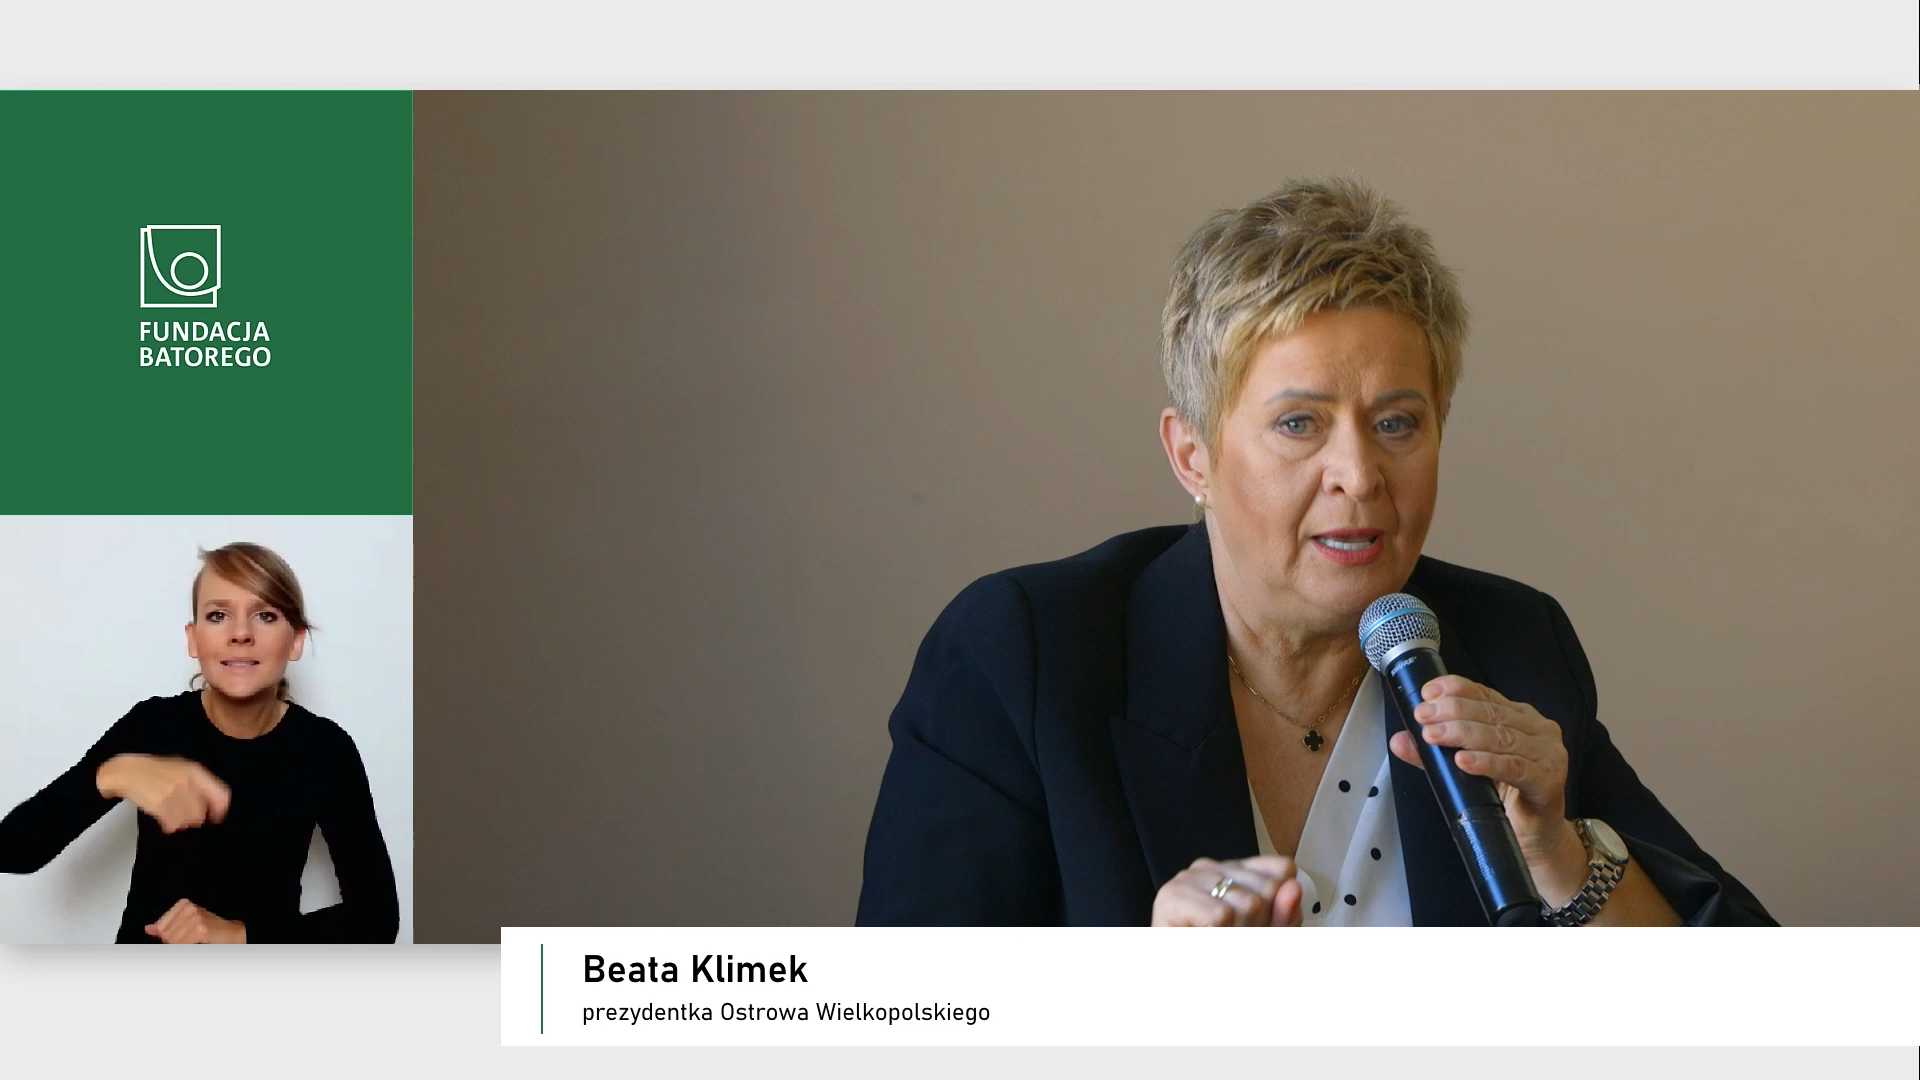 FUNDACJA
BATOREGO
Beata Klimek
prezydentka Ostrowa Wielkopolskiego